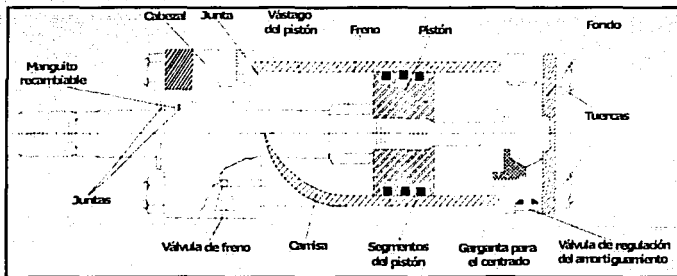 Cabezal
Junta
Vástago
del pistón
Freno
Pistón
Fondo
Manguito
recambiable
Tuercas
Juntas
Válvula de freno
Camisa
Segmentos
del pistón
Garganta para
el centrado
Válvula de regulación
del amortiguamiento